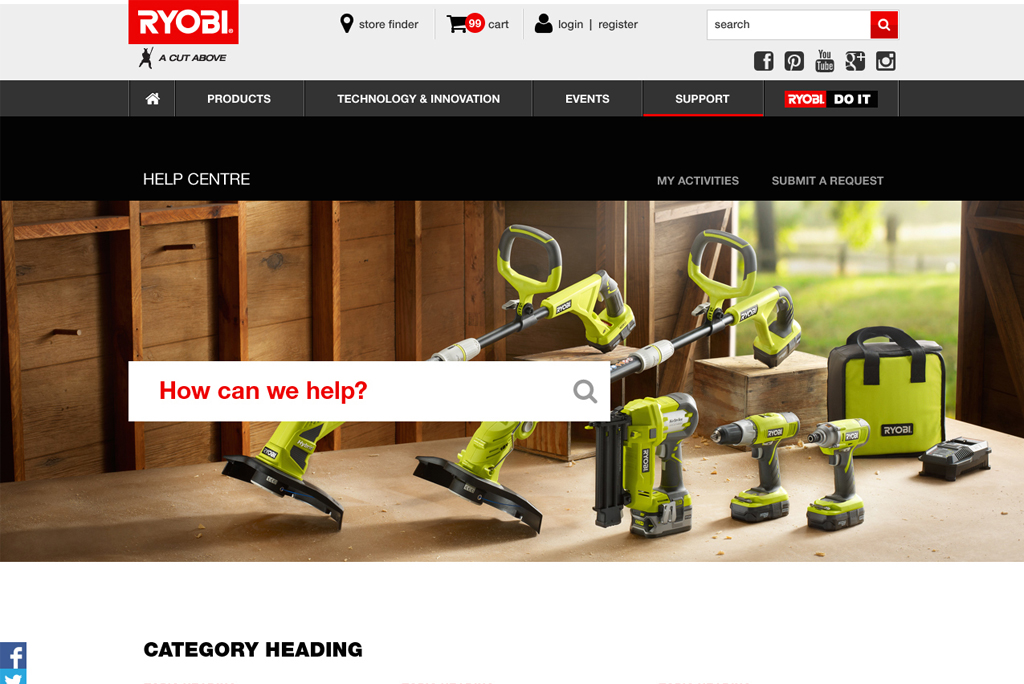 RYOBI
A CUT ABOVE
store finder
99 cart
login | register
search
You Tube
PRODUCTS
TECHNOLOGY & INNOVATION
EVENTS
SUPPORT
RYOBI DO IT
HELP CENTRE
MY ACTIVITIES
SUBMIT A REQUEST
RYOBI
RYOBI
How can we help?
RYOBI
RYOBI
RYOBI
RYOBI
RYOBI
CATEGORY HEADING